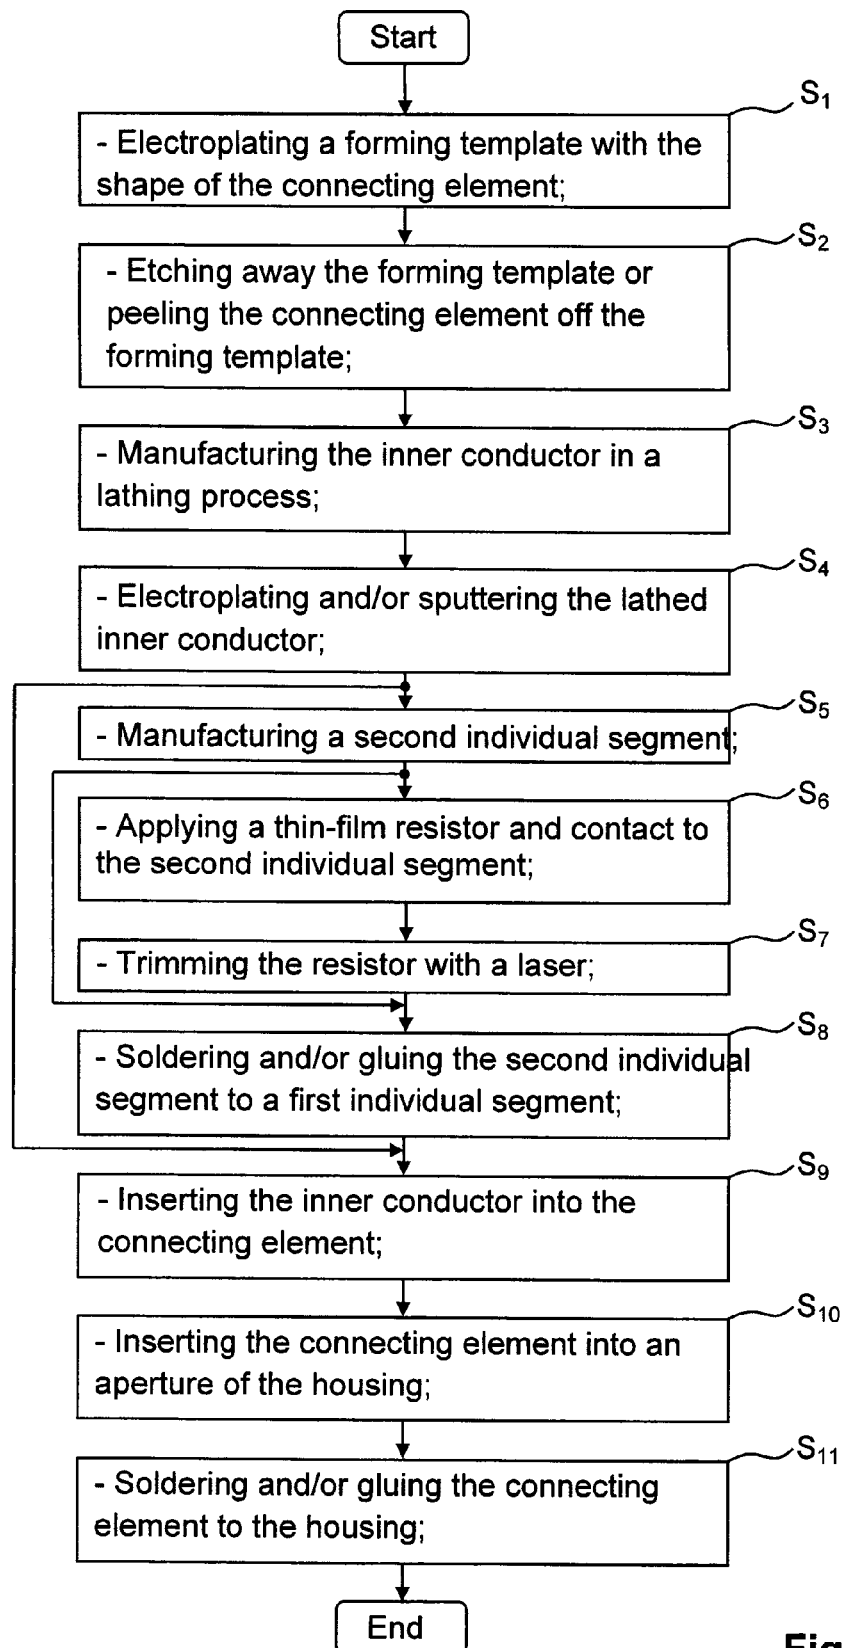 Start
S1
- Electroplating a forming template with the
shape of the connecting element;
S2
- Etching away the forming template or
peeling the connecting element off the
forming template;
S3
- Manufacturing the inner conductor in a
lathing process;
S4
- Electroplating and/or sputtering the lathed
inner conductor;
S5
- Manufacturing a second individual segment;
S6
- Applying a thin-film resistor and contact to
the second individual segment;
S7
- Trimming the resistor with a laser;
S8
- Soldering and/or gluing the second individual
segment to a first individual segment;
S9
- Inserting the inner conductor into the
connecting element;
S10
- Inserting the connecting element into an
aperture of the housing;
S11
- Soldering and/or gluing the connecting
element to the housing;
End
Fig